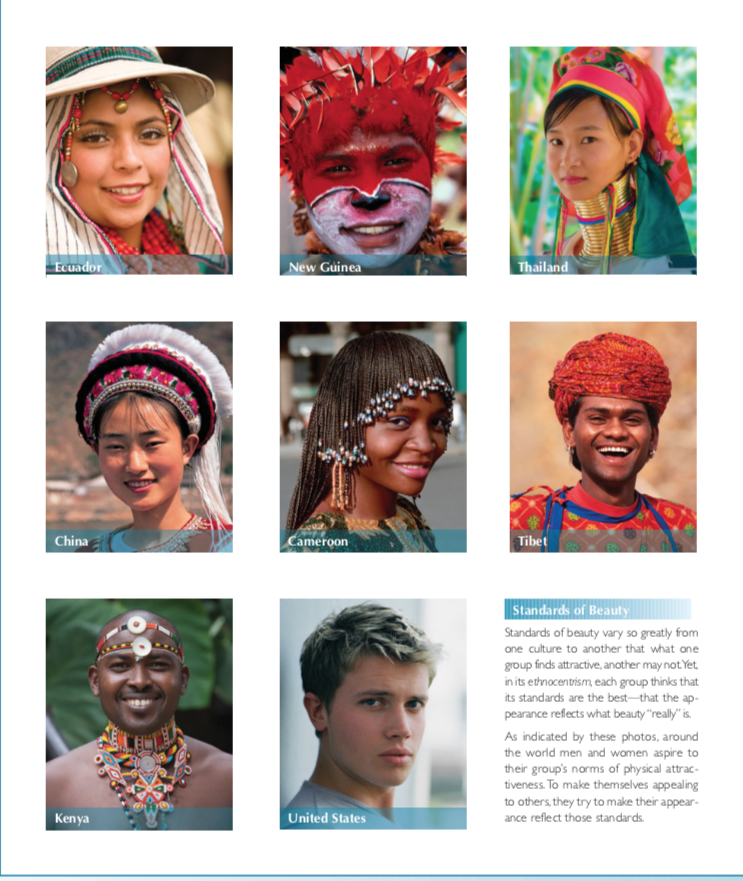 Ecuador
New Guinea
Thailand
China
Cameroon
Tibet
Kenya
United States
Standards of Beauty
Standards of beauty vary so greatly from
one culture to another that what one
group finds attractive, another may not. Yet,
in its ethnocentrism, each group thinks that
its standards are the best—that the ap-
pearance reflects what beauty “really” is.
As indicated by these photos, around
the world men and women aspire to
their group’s norms of physical attrac-
tiveness. To make themselves appealing
to others, they try to make their appear-
ance reflect those standards.